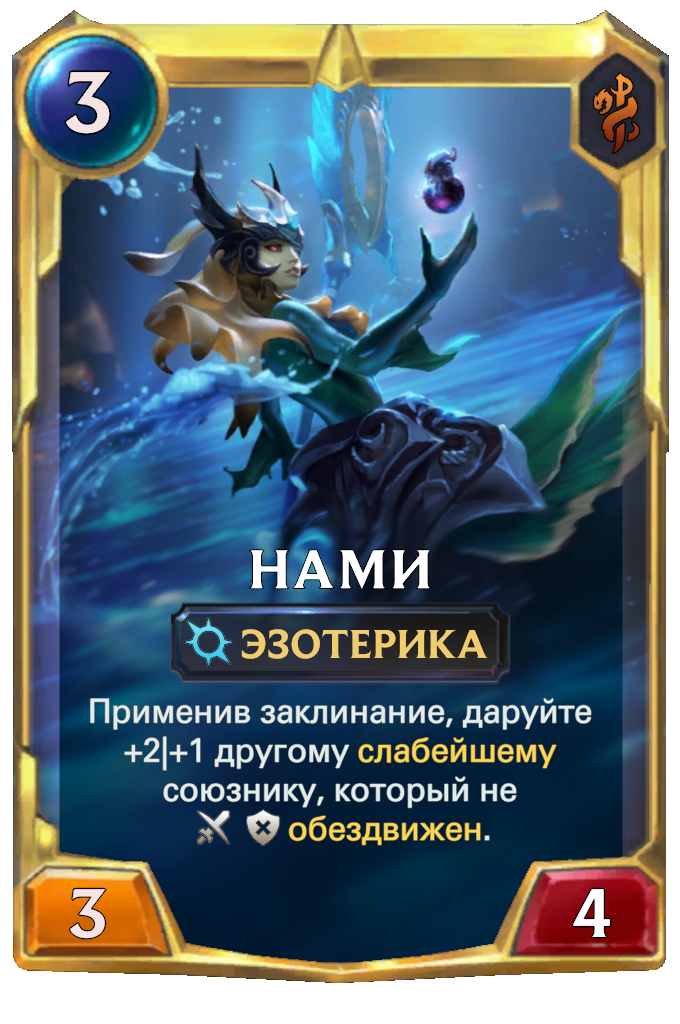 3
НАМИ
ЭЗОТЕРИКА
Применив заклинание, даруйте
+2|+1 другому слабейшему
союзнику, который не
обездвижен.
3
4